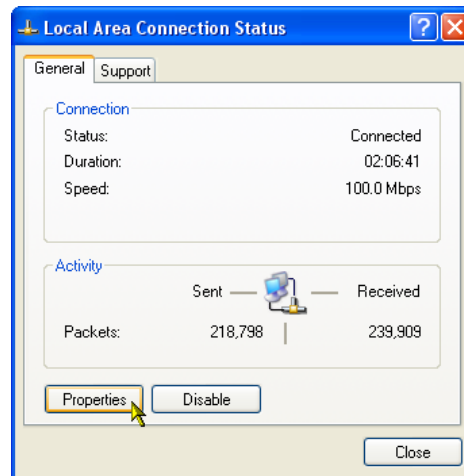 Local Area Connection Status
General Support
Connection
Status: Connected
Duration: 02:06:41
Speed: 100.0 Mbps
Activity
Sent Received
Packets: 218,798 239,909
Properties Disable
Close